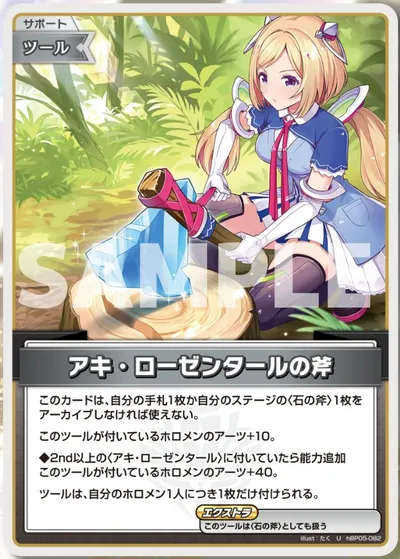 サポート
ツール
SAMPLE
アキ・ローゼンタールの斧
このカードは、自分の手札1枚か自分のステージの〈石の斧〉1枚を
アーカイブしなければ使えない。
このツールが付いているホロメンのアーツ+10。
◆2nd以上の〈アキ・ローゼンタール〉に付いていたら能力追加
このツールが付いているホロメンのアーツ+40。
ツールは、自分のホロメン1人につき1枚だけ付けられる。
エクストラ
このツールは〈石の斧〉としても扱う
illust：たく U hBP05-082